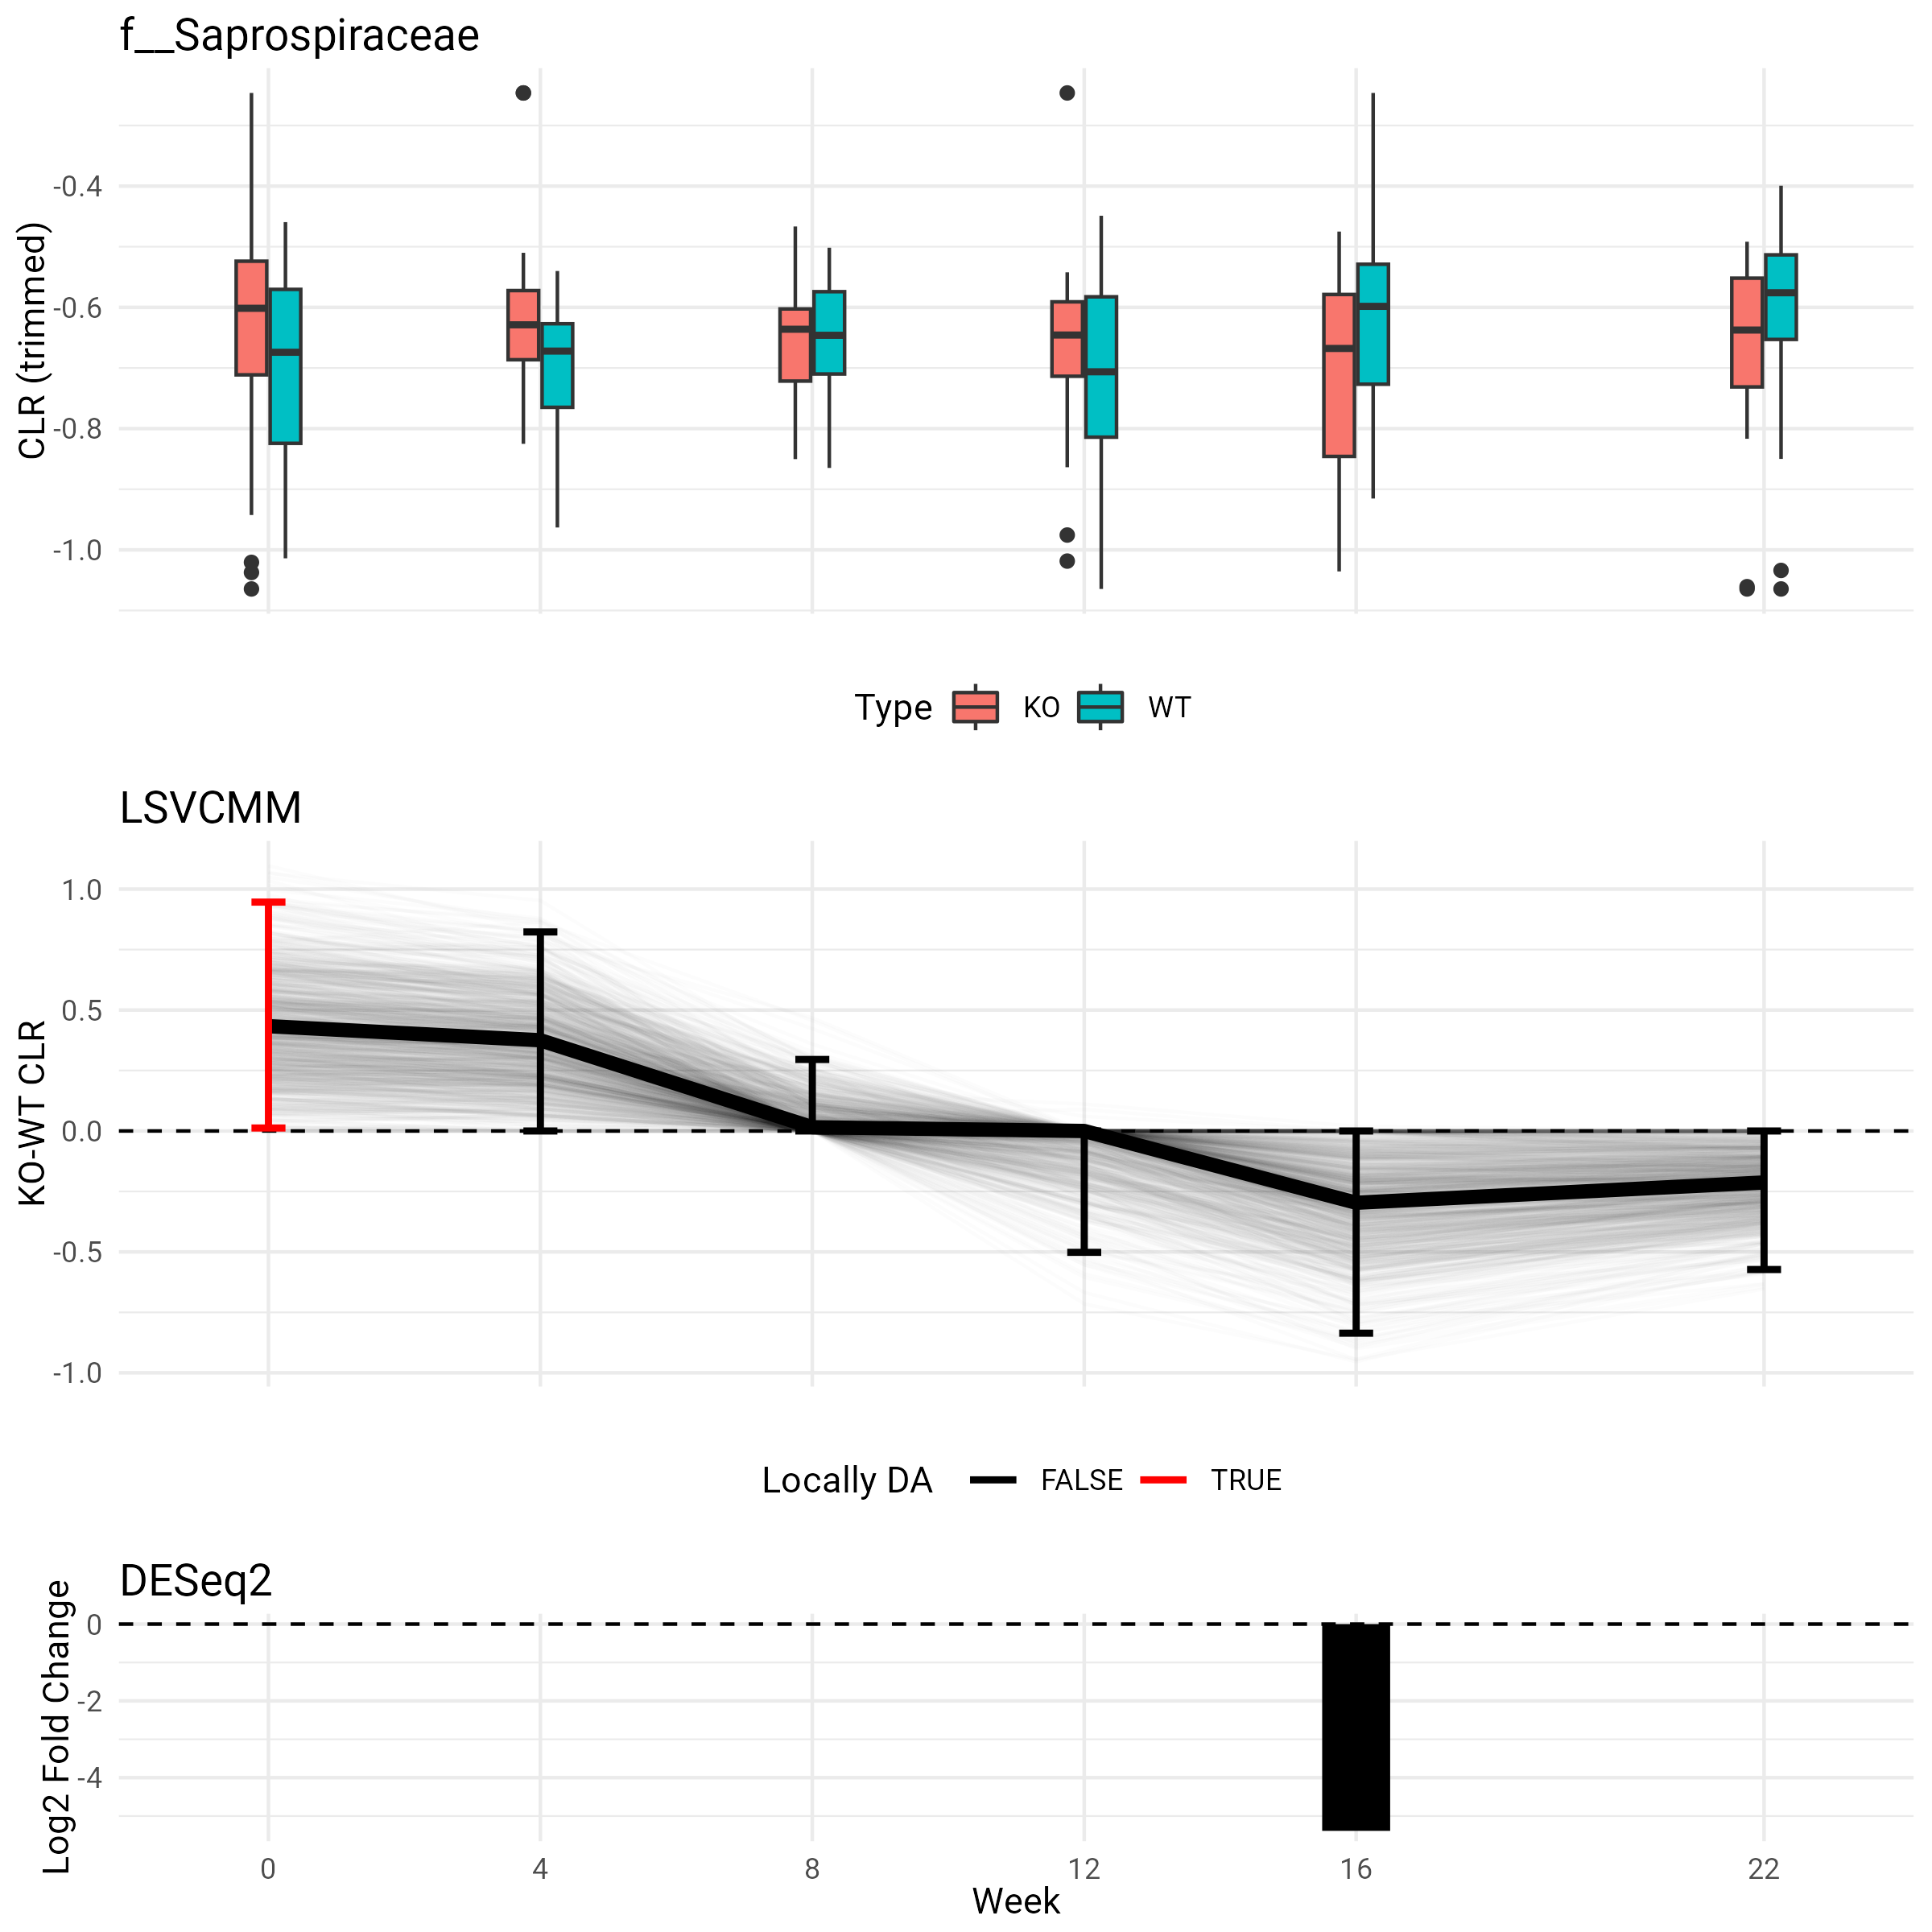 f__Saprospiraceae
CLR (trimmed)
-0.4
-0.6
-0.8
-1.0
Type KO WT
LSVCMM
KO-WT CLR
1.0
0.5
0.0
-0.5
-1.0
Locally DA FALSE TRUE
DESeq2
Log2 Fold Change
0
-2
-4
0 4 8 12 16 22
Week